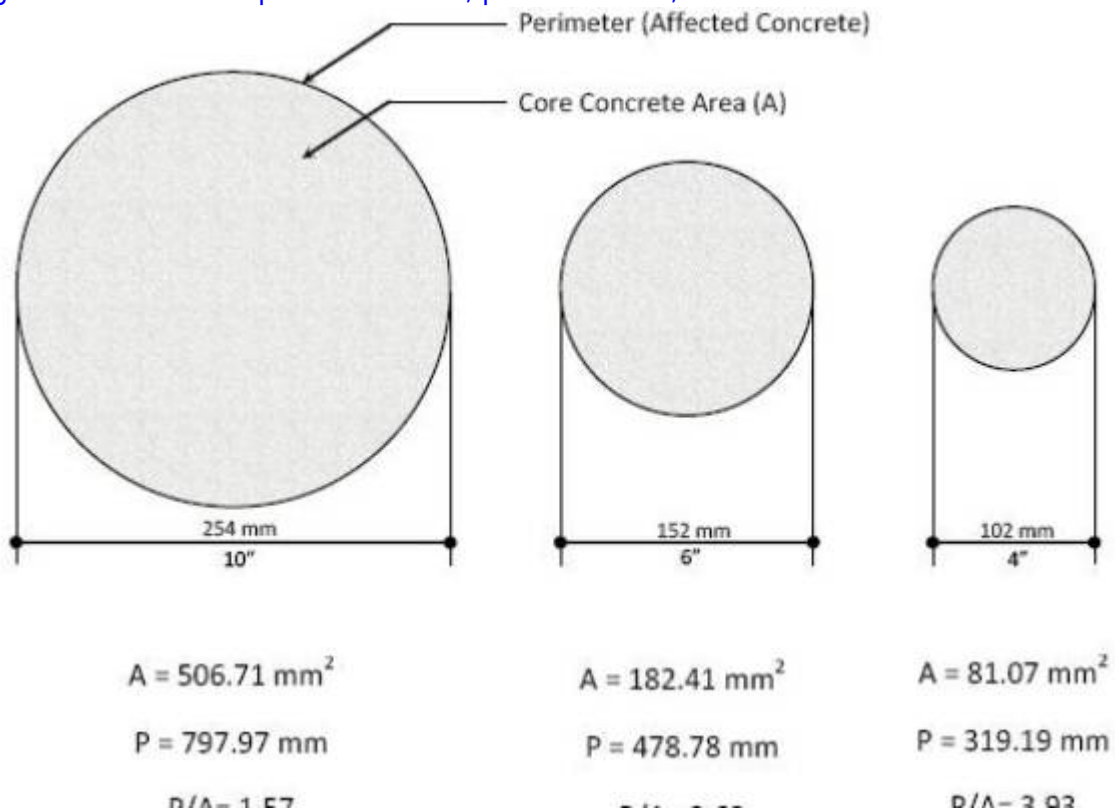 Perimeter (Affected Concrete)
Core Concrete Area (A)
254 mm
10"
152 mm
6"
102 mm
4"
A = 506.71 mm²
A = 182.41 mm²
A = 81.07 mm²
P = 797.97 mm
P = 478.78 mm
P = 319.19 mm
P/A= 1.57
P/A= 3.93